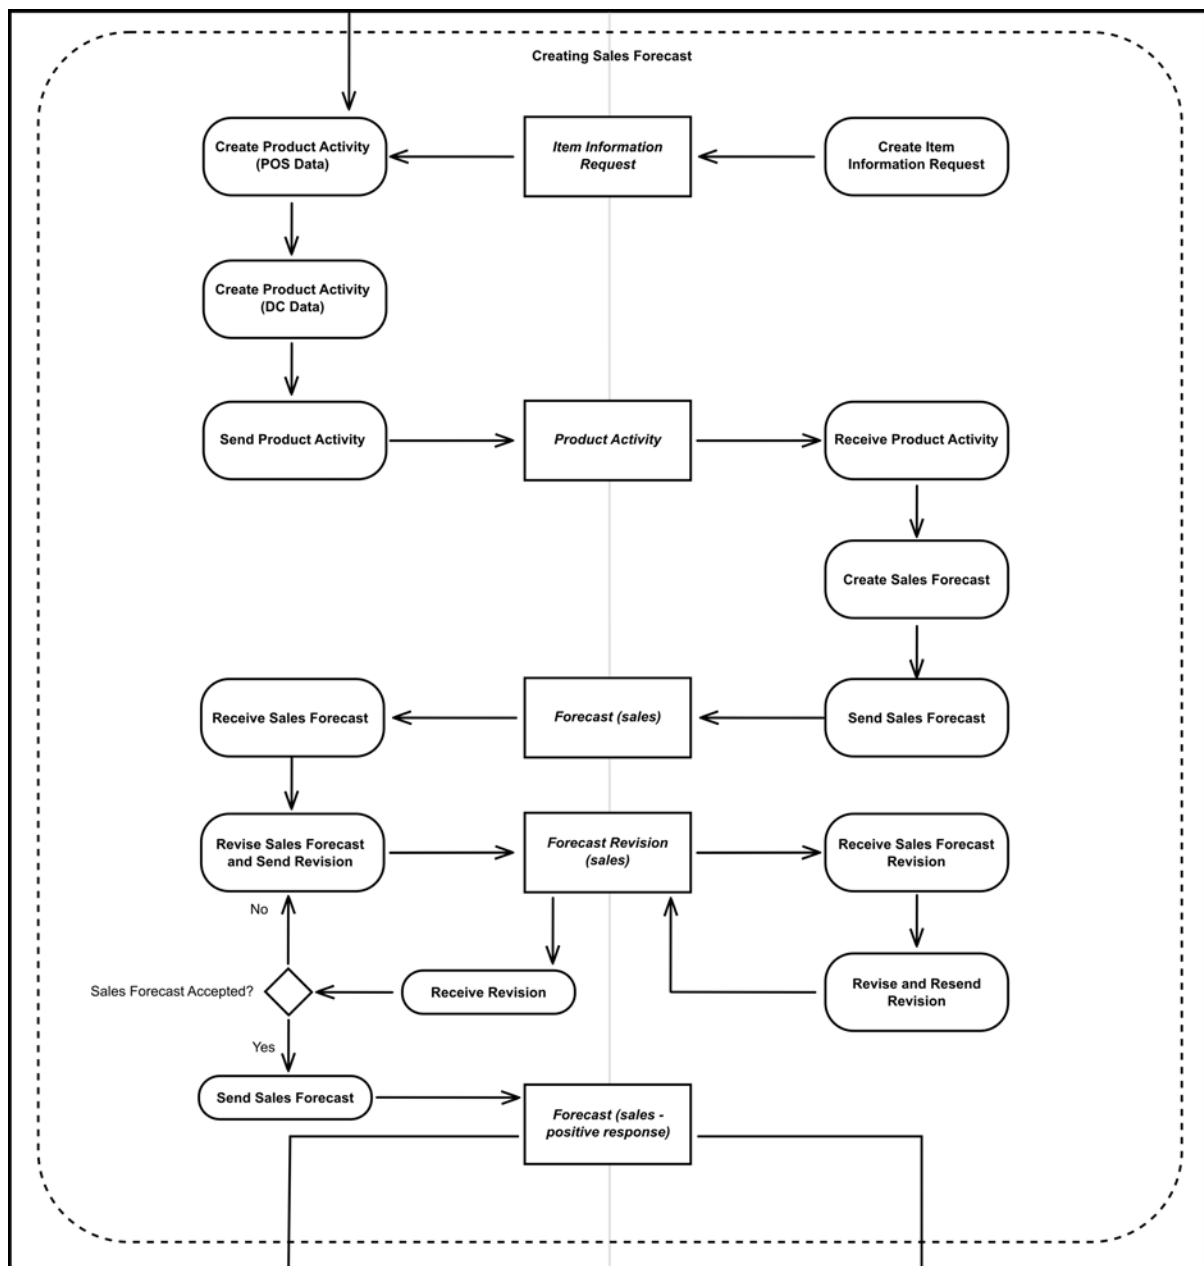 Creating Sales Forecast
Create Product Activity
(POS Data)
Item Information
Request
Create Item
Information Request
Create Product Activity
(DC Data)
Send Product Activity
Product Activity
Receive Product Activity
Create Sales Forecast
Receive Sales Forecast
Forecast (sales)
Send Sales Forecast
Revise Sales Forecast
and Send Revision
Forecast Revision
(sales)
Receive Sales Forecast
Revision
No
Sales Forecast Accepted?
Receive Revision
Revise and Resend
Revision
Yes
Send Sales Forecast
Forecast (sales -
positive response)